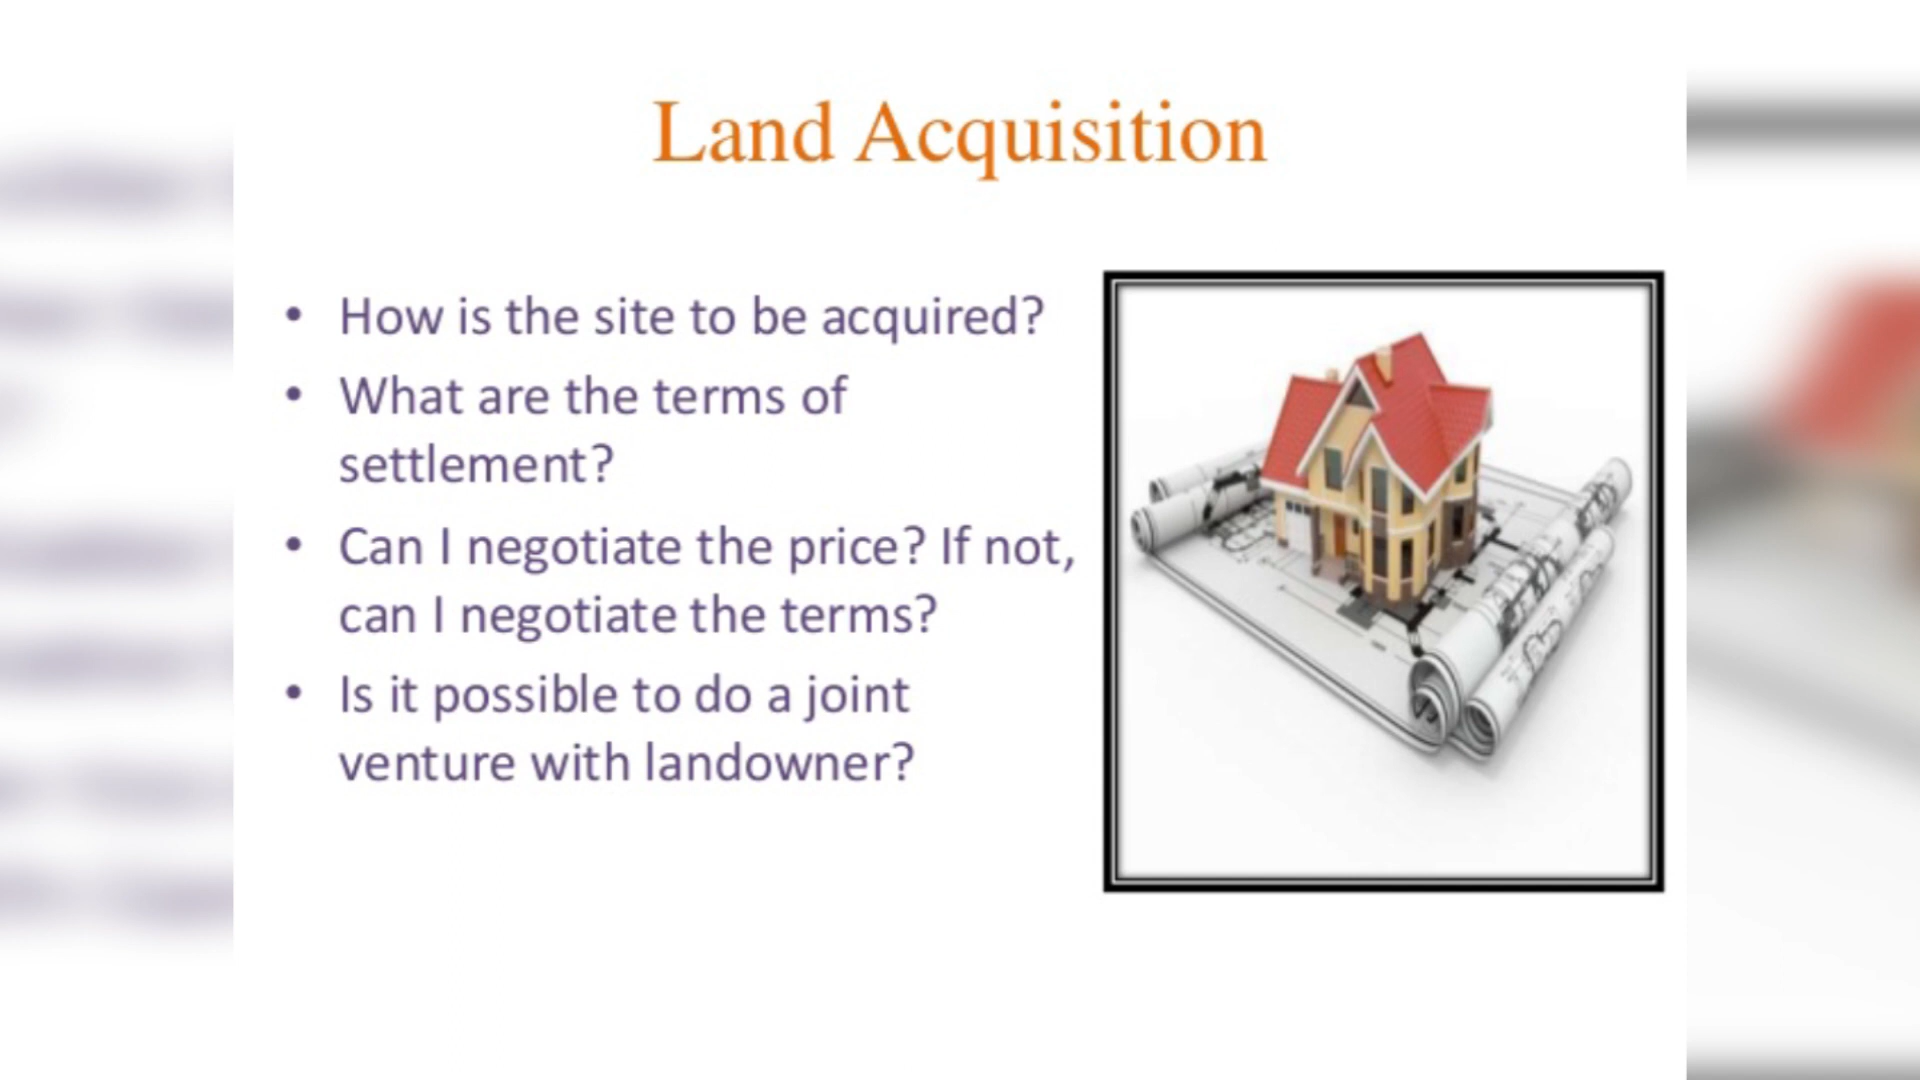 Land Acquisition
• How is the site to be acquired?
• What are the terms of
settlement?
• Can I negotiate the price? If not,
can I negotiate the terms?
• Is it possible to do a joint
venture with landowner?